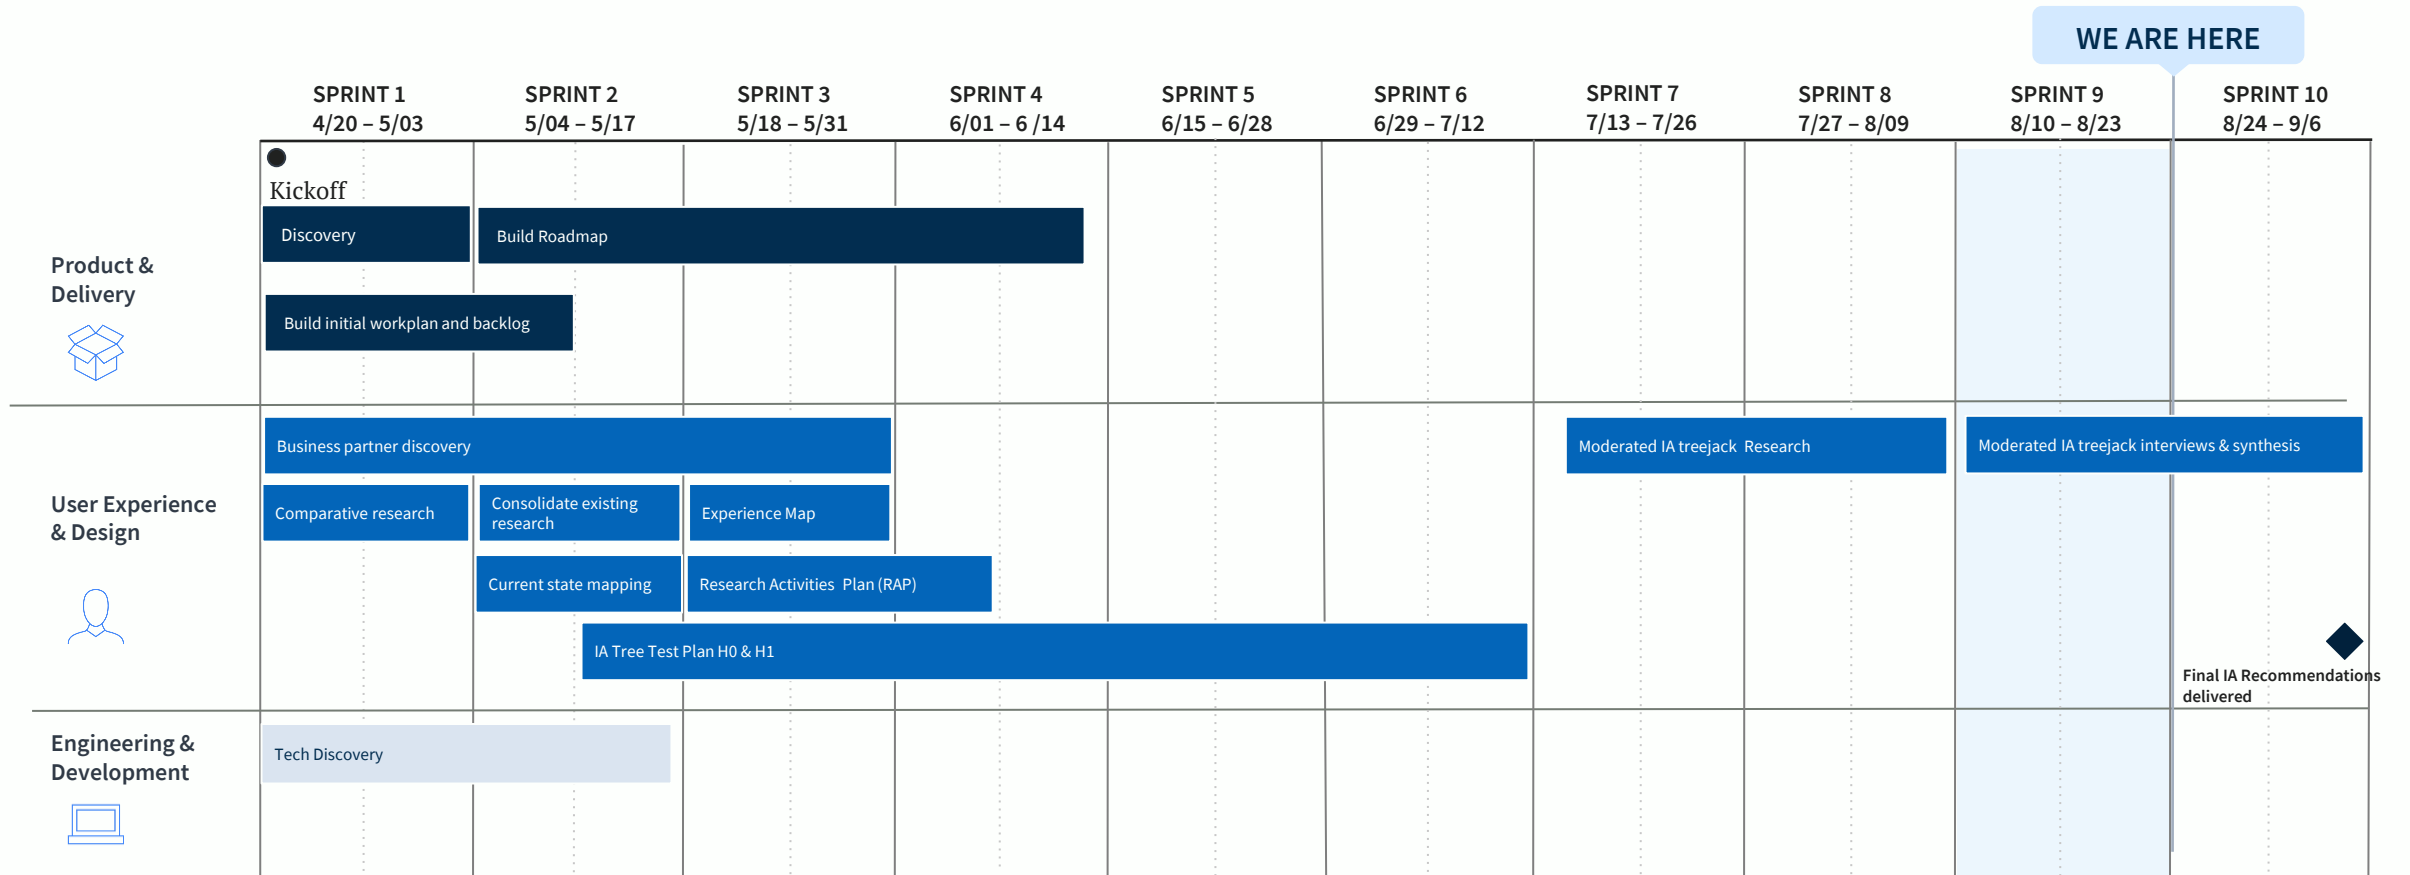 WE ARE HERE
SPRINT 1
4/20 – 5/03
SPRINT 2
5/04 – 5/17
SPRINT 3
5/18 – 5/31
SPRINT 4
6/01 – 6 /14
SPRINT 5
6/15 – 6/28
SPRINT 6
6/29 – 7/12
SPRINT 7
7/13 – 7/26
SPRINT 8
7/27 – 8/09
SPRINT 9
8/10 – 8/23
SPRINT 10
8/24 – 9/6
Kickoff
Product &
Delivery
Discovery
Build Roadmap
Build initial workplan and backlog
User Experience
& Design
Business partner discovery
Moderated IA treejack  Research
Moderated IA treejack interviews & synthesis
Comparative research
Consolidate existing
research
Experience Map
Current state mapping
Research Activities  Plan (RAP)
IA Tree Test Plan H0 & H1
Final IA Recommendations
delivered
Engineering &
Development
Tech Discovery